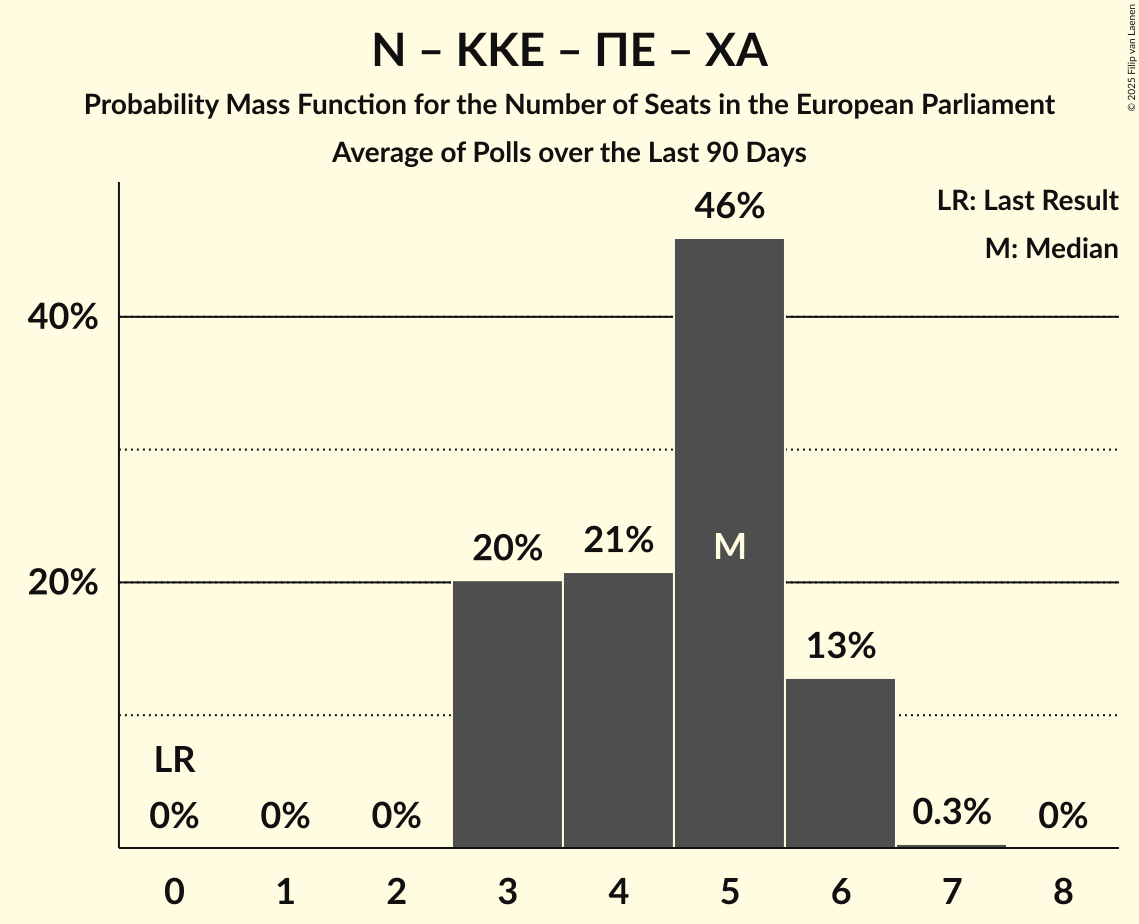 Ν – ΚΚΕ – ΠΕ – ΧΑ
Probability Mass Function for the Number of Seats in the European Parliament
Average of Polls over the Last 90 Days
© 2025 Filip van Laenen
LR: Last Result
M: Median
46%
40%
21%
20%
M
20%
13%
LR
0% 0% 0% 0.3% 0%
0 1 2 3 4 5 6 7 8